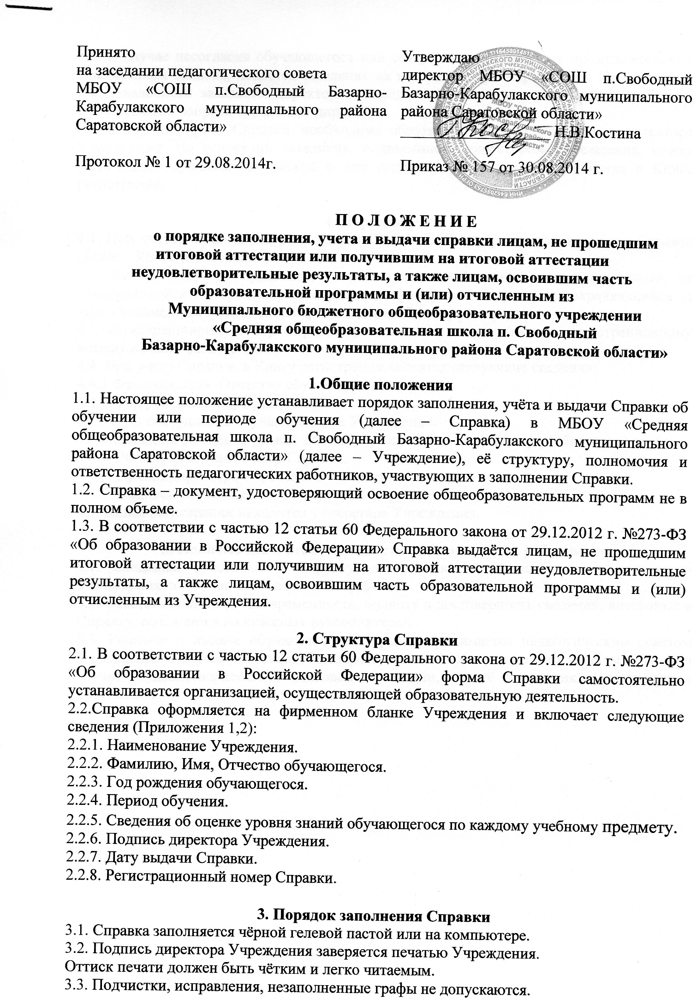 Принято
на заседании педагогического совета
МБОУ «СОШ п.Свободный Базарно-
Карабулакского муниципального района
Саратовской области»
Протокол № 1 от 29.08.2014г.
Утверждаю
директор МБОУ «СОШ п.Свободный
Базарно-Карабулакского муниципального
района Саратовской области»
Н.В.Костина
Приказ № 157 от 30.08.2014 г.
МБОУ "СОШ
п. Свободный
Базарно-Карабулакского
муниципального района
Саратовской области"
П О Л О Ж Е Н И Е
о порядке заполнения, учета и выдачи справки лицам, не прошедшим
итоговой аттестации или получившим на итоговой аттестации
неудовлетворительные результаты, а также лицам, освоившим часть
образовательной программы и (или) отчисленным из
Муниципального бюджетного общеобразовательного учреждении
«Средняя общеобразовательная школа п. Свободный
Базарно-Карабулакского муниципального района Саратовской области»
1.Общие положения
1.1. Настоящее положение устанавливает порядок заполнения, учёта и выдачи Справки об
обучении или периоде обучения (далее – Справка) в МБОУ «Средняя
общеобразовательная школа п. Свободный Базарно-Карабулакского муниципального
района Саратовской области» (далее – Учреждение), её структуру, полномочия и
ответственность педагогических работников, участвующих в заполнении Справки.
1.2. Справка – документ, удостоверяющий освоение общеобразовательных программ не в
полном объеме.
1.3. В соответствии с частью 12 статьи 60 Федерального закона от 29.12.2012 г. №273-ФЗ
«Об образовании в Российской Федерации» Справка выдаётся лицам, не прошедшим
итоговой аттестации или получившим на итоговой аттестации неудовлетворительные
результаты, а также лицам, освоившим часть образовательной программы и (или)
отчисленным из Учреждения.
2. Структура Справки
2.1. В соответствии с частью 12 статьи 60 Федерального закона от 29.12.2012 г. №273-ФЗ
«Об образовании в Российской Федерации» форма Справки самостоятельно
устанавливается организацией, осуществляющей образовательную деятельность.
2.2.Справка оформляется на фирменном бланке Учреждения и включает следующие
сведения (Приложения 1,2):
2.2.1. Наименование Учреждения.
2.2.2. Фамилию, Имя, Отчество обучающегося.
2.2.3. Год рождения обучающегося.
2.2.4. Период обучения.
2.2.5. Сведения об оценке уровня знаний обучающегося по каждому учебному предмету.
2.2.6. Подпись директора Учреждения.
2.2.7. Дату выдачи Справки.
2.2.8. Регистрационный номер Справки.
3. Порядок заполнения Справки
3.1. Справка заполняется чёрной гелевой пастой или на компьютере.
3.2. Подпись директора Учреждения заверяется печатью Учреждения.
Оттиск печати должен быть чётким и легко читаемым.
3.3. Подчистки, исправления, незаполненные графы не допускаются.